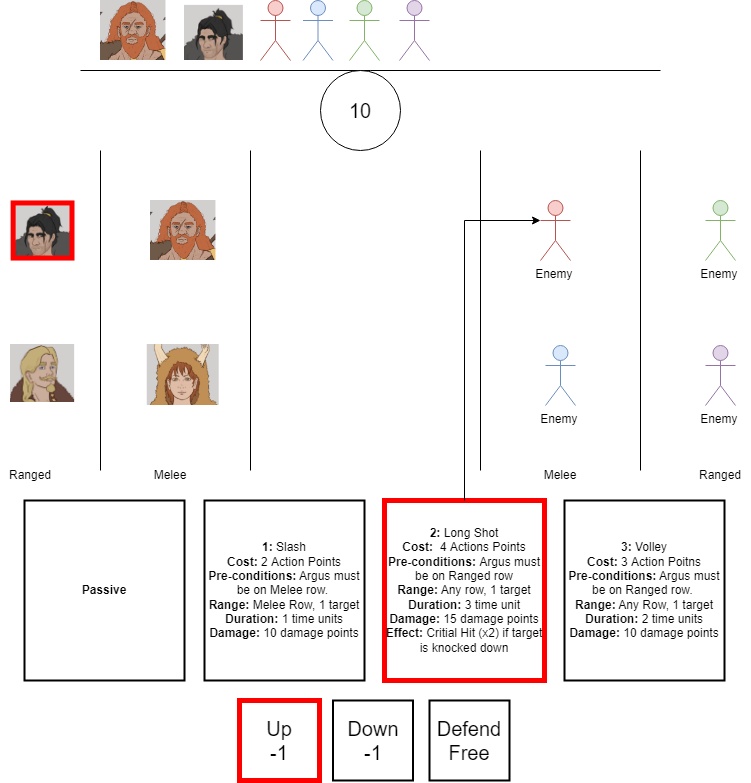 10
Enemy
Enemy
Enemy
Enemy
Ranged
Melee
Melee
Ranged
Passive
1: Slash
Cost: 2 Action Points
Pre-conditions: Argus must
be on Melee row.
Range: Melee Row, 1 target
Duration: 1 time units
Damage: 10 damage points
2: Long Shot
Cost: 4 Actions Points
Pre-conditions: Argus must
be on Ranged row
Range: Any row, 1 target
Duration: 3 time unit
Damage: 15 damage points
Effect: Critial Hit (x2) if target
is knocked down
3: Volley
Cost: 3 Action Poitns
Pre-conditions: Argus must
be on Ranged row.
Range: Any Row, 1 target
Duration: 2 time units
Damage: 10 damage points
Up
-1
Down
-1
Defend
Free